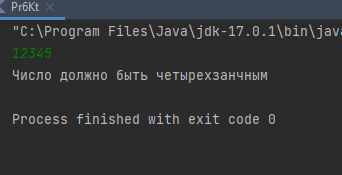 Pr6Kt
"C:\Program Files\Java\jdk-17.0.1\bin\java
12345
Число должно быть четырехзанчным
Process finished with exit code 0